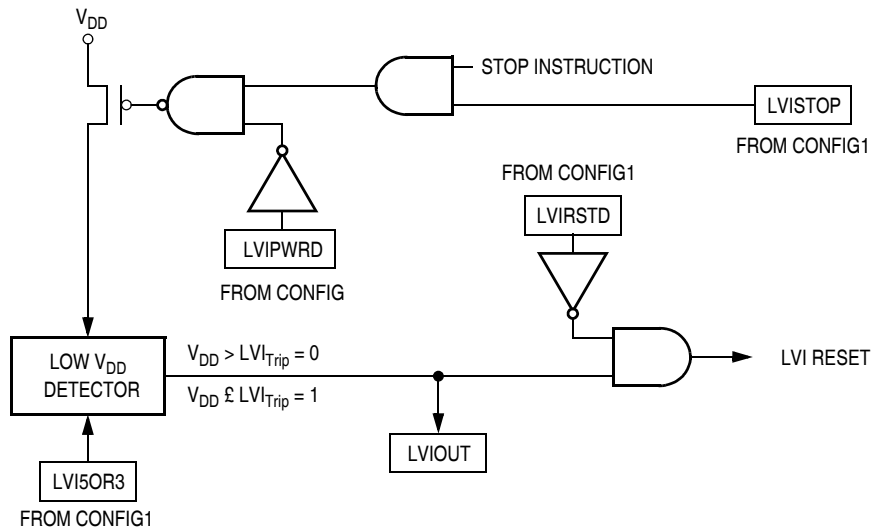 VDD
STOP INSTRUCTION
LVISTOP
FROM CONFIG1
FROM CONFIG1
LVIRSTD
LVIPWRD
FROM CONFIG
LOW VDD
DETECTOR
VDD > LVITrip = 0
VDD £ LVITrip = 1
LVI RESET
LVIOUT
LVI5OR3
FROM CONFIG1